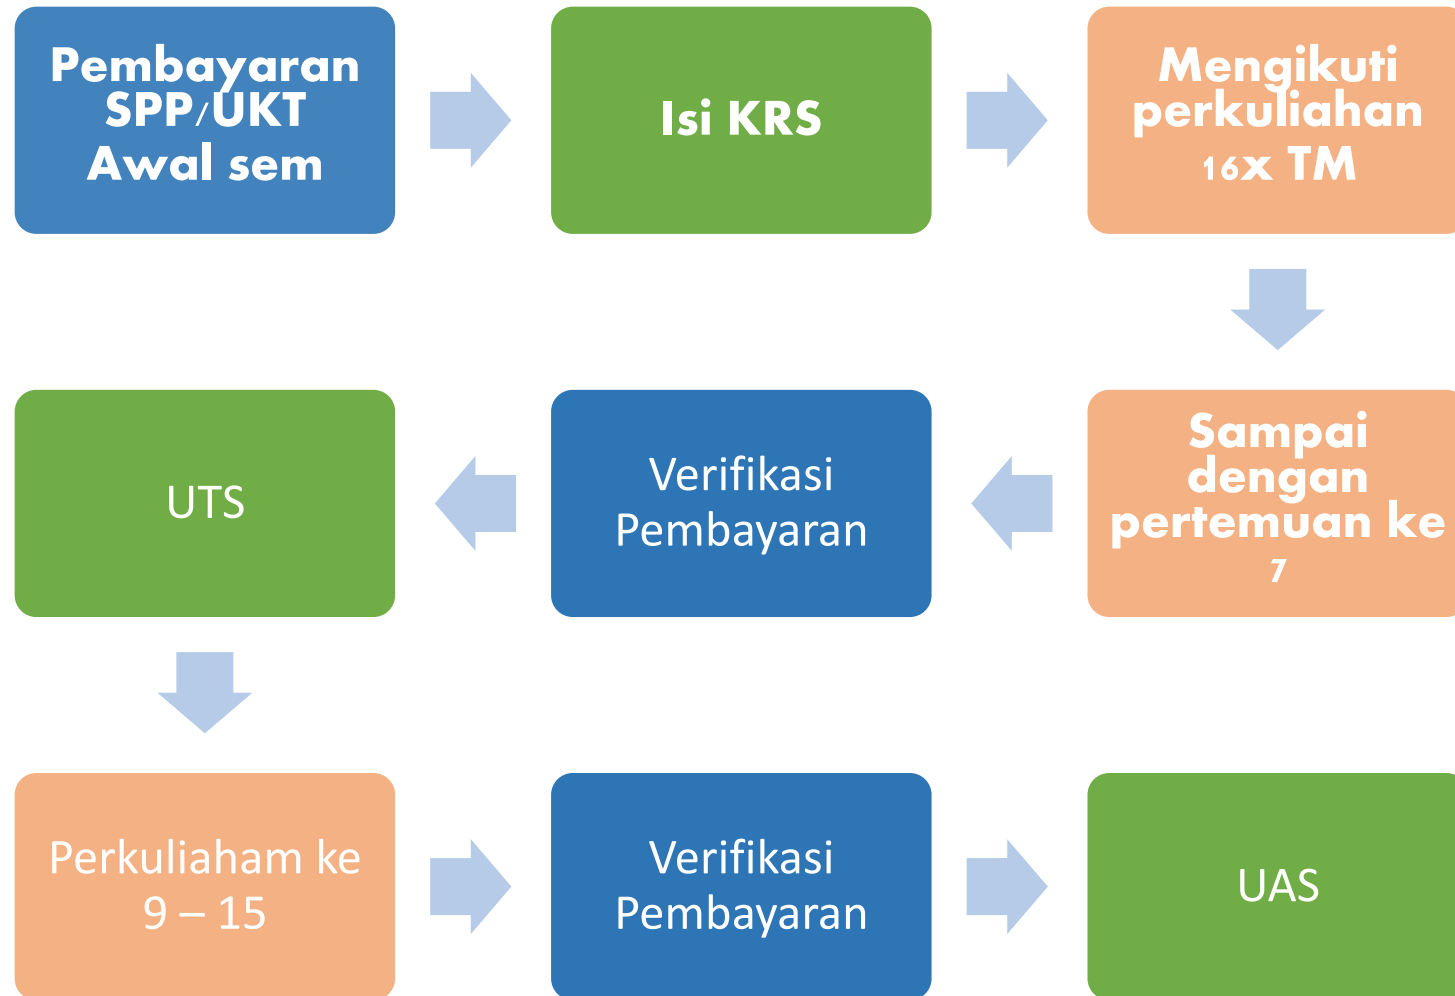 Pembayaran
SPP/UKT
Awal sem
Isi KRS
Mengikuti
perkuliahan
16x TM
Sampai
dengan
pertemuan ke
7
Verifikasi
Pembayaran
UTS
Perkuliaham ke
9 – 15
Verifikasi
Pembayaran
UAS